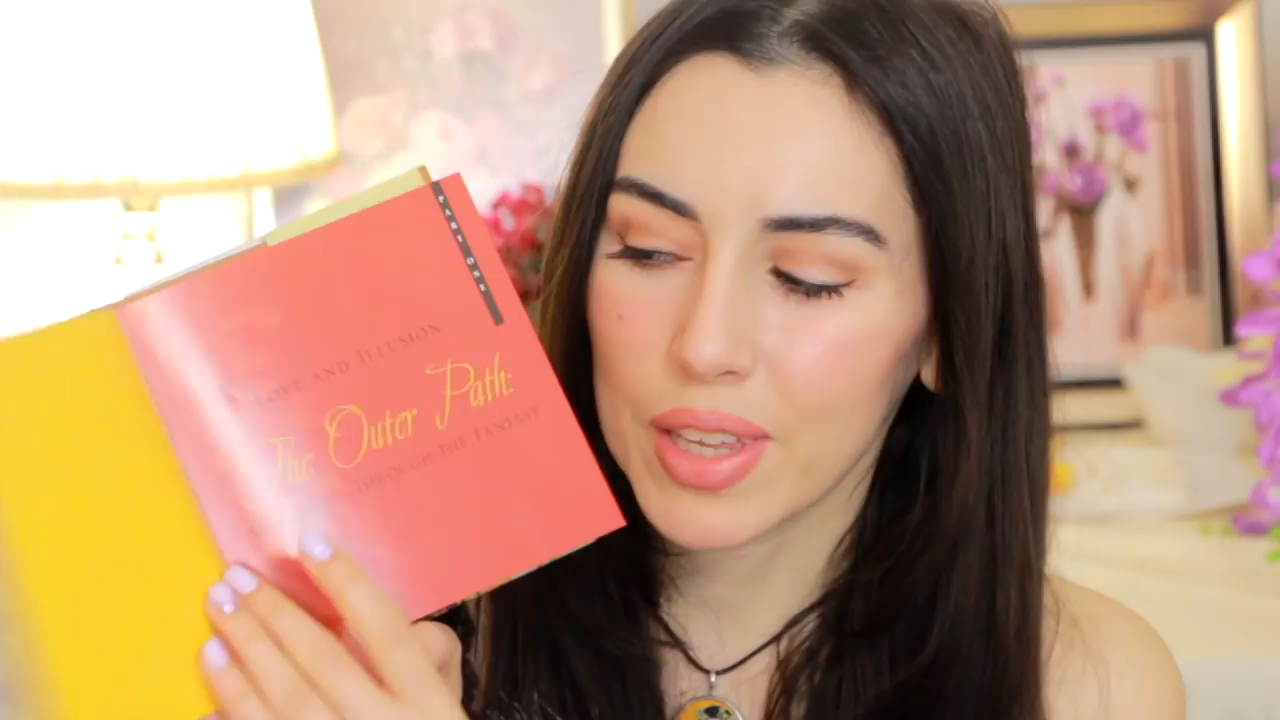 PART ONE
LOVE AND ILLUSION
The Outer Path:
THROUGH THE FANTASY